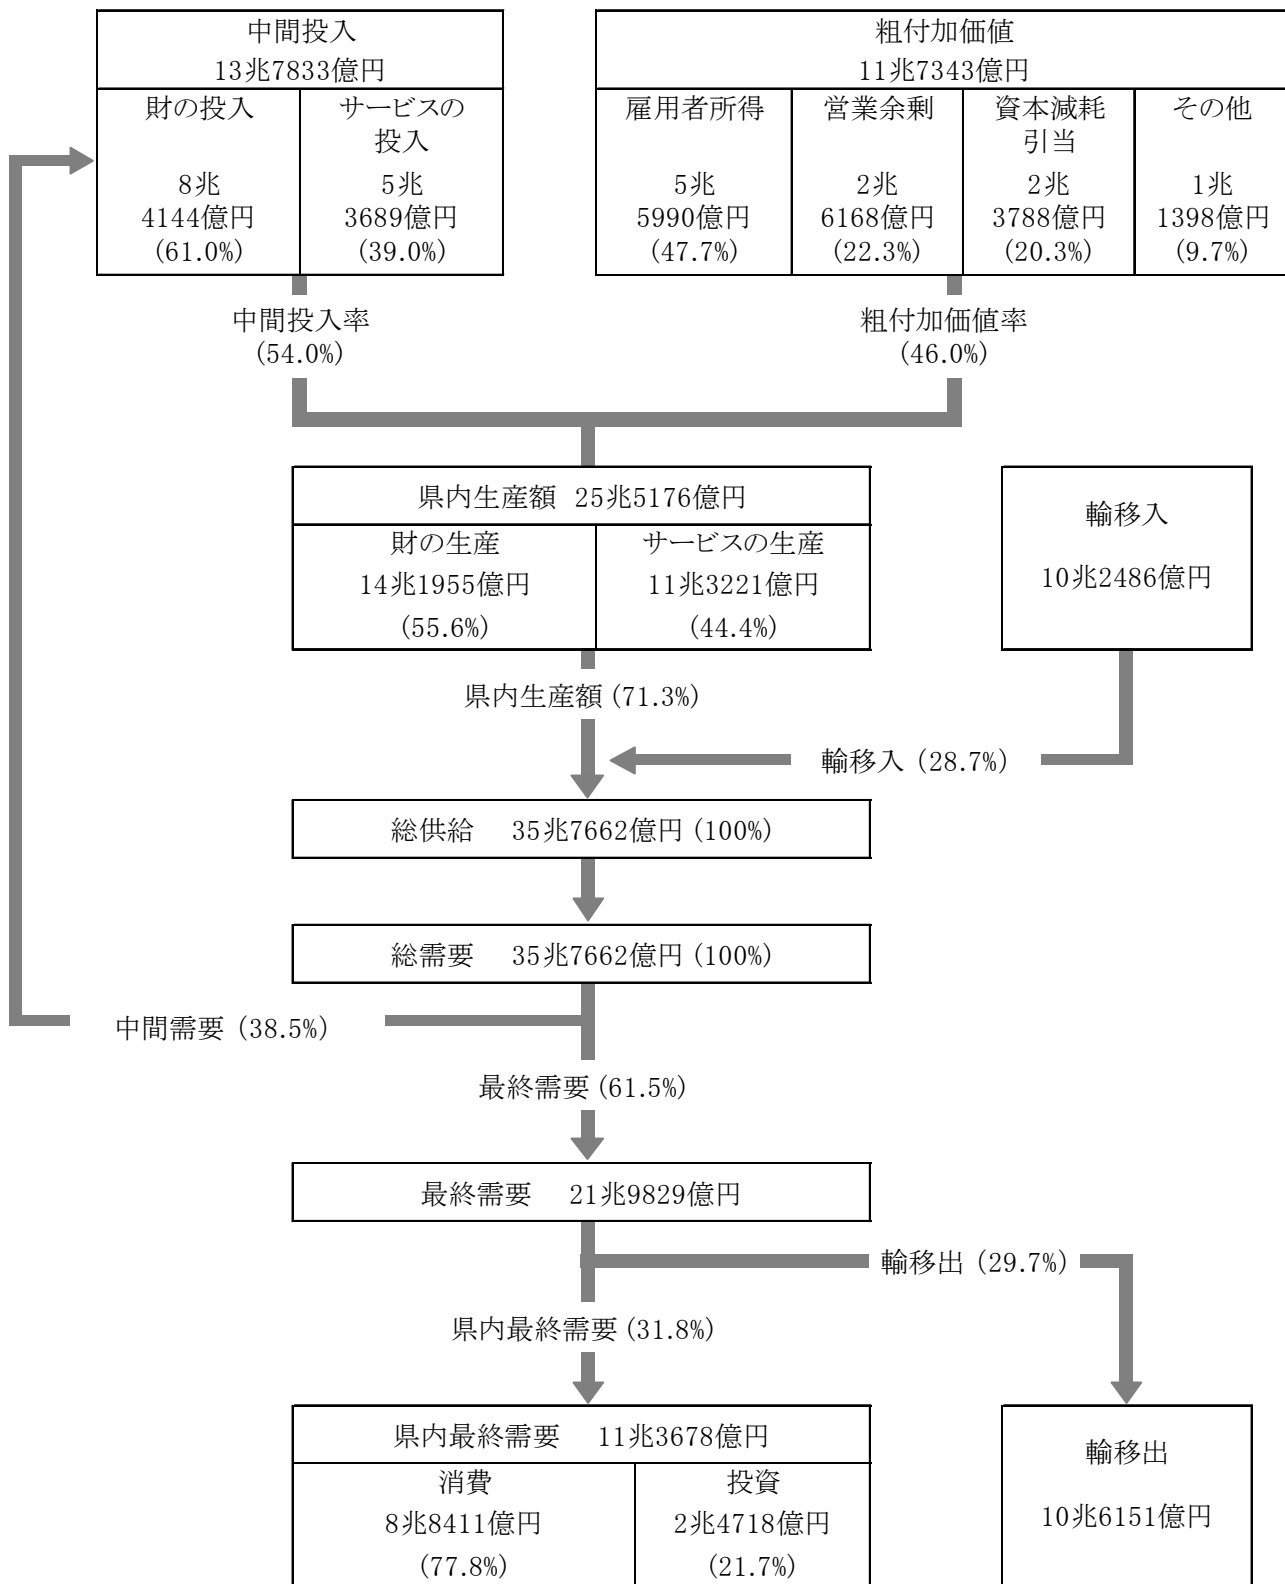 中間投入
13兆7833億円
財の投入
8兆
4144億円
(61.0%)
サービスの
投入
5兆
3689億円
(39.0%)
粗付加価値
11兆7343億円
雇用者所得
5兆
5990億円
(47.7%)
営業余剰
2兆
6168億円
(22.3%)
資本減耗
引当
2兆
3788億円
(20.3%)
その他
1兆
1398億円
(9.7%)
中間投入率
(54.0%)
粗付加価値率
(46.0%)
県内生産額 25兆5176億円
財の生産
14兆1955億円
(55.6%)
サービスの生産
11兆3221億円
(44.4%)
輸移入
10兆2486億円
県内生産額 (71.3%)
輸移入 (28.7%)
総供給 35兆7662億円 (100%)
総需要 35兆7662億円 (100%)
中間需要 (38.5%)
最終需要 (61.5%)
最終需要 21兆9829億円
輸移出 (29.7%)
県内最終需要 (31.8%)
県内最終需要 11兆3678億円
消費
8兆8411億円
(77.8%)
投資
2兆4718億円
(21.7%)
輸移出
10兆6151億円